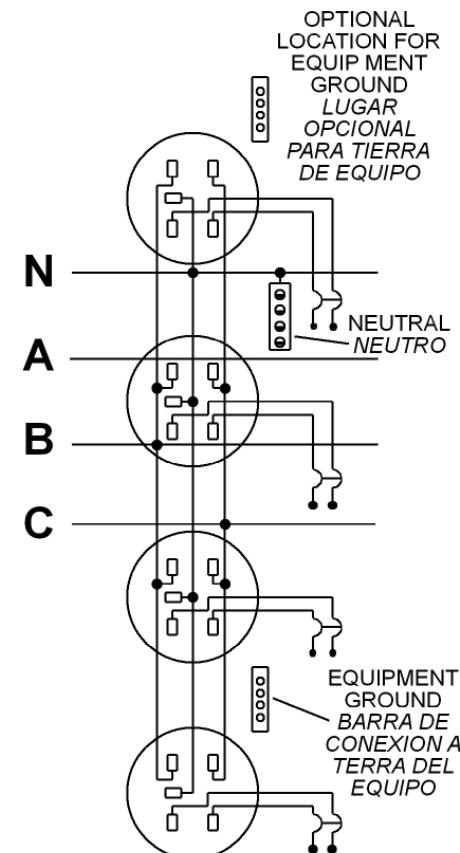 OPTIONAL
LOCATION FOR
EQUIP MENT
GROUND
LUGAR
OPCIONAL
PARA TIERRA
DE EQUIPO
N
NEUTRAL
NEUTRO
A
B
C
EQUIPMENT
GROUND
BARRA DE
CONEXION A
TERRA DEL
EQUIPO